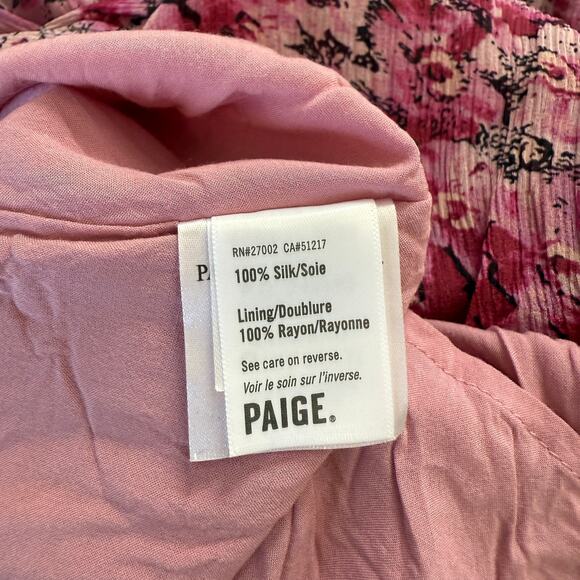 RN#27002 CA#51217
100% Silk/Soie
Lining/Doublure
100% Rayon/Rayonne
See care on reverse.
Voir le soin sur l'inverse.
PAIGE®